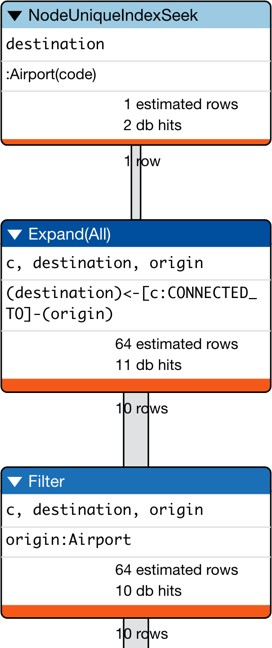 NodeUniqueIndexSeek
destination
:Airport(code)
1 estimated rows
2 db hits
1 row
Expand(All)
c, destination, origin
(destination)<-[c:CONNECTED_
TO]-(origin)
64 estimated rows
11 db hits
10 rows
Filter
c, destination, origin
origin:Airport
64 estimated rows
10 db hits
10 rows